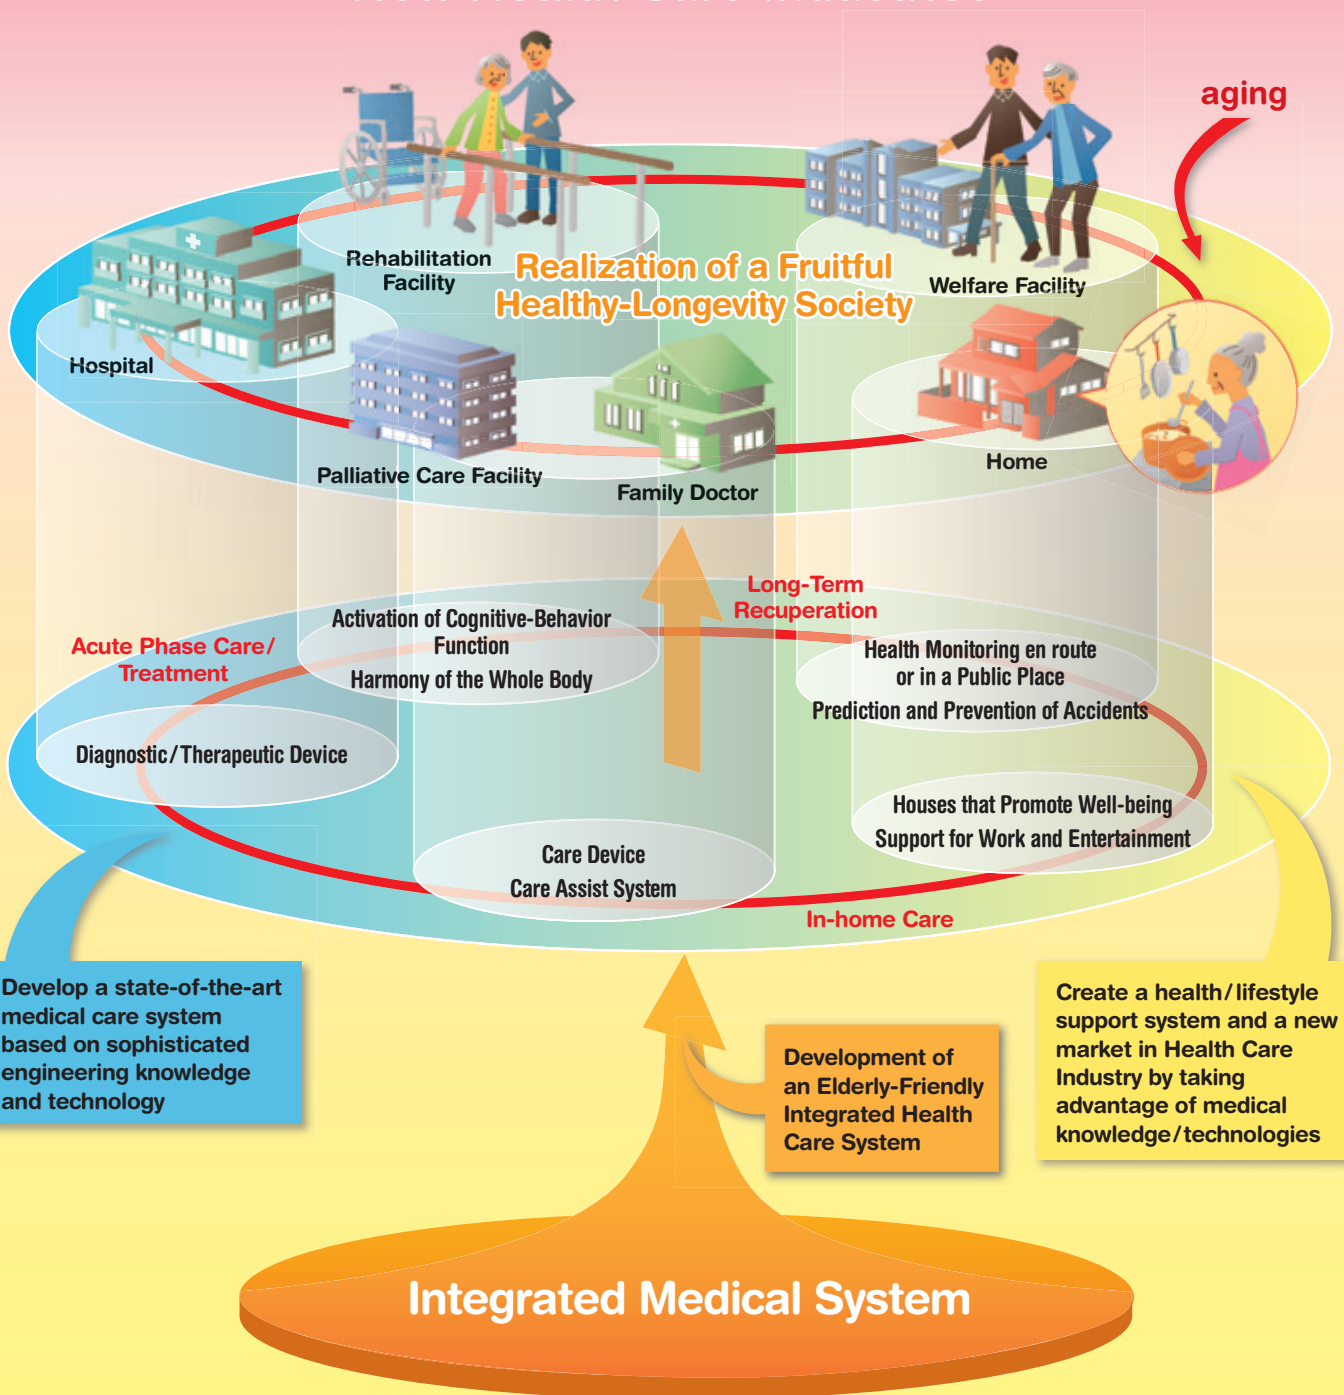 aging
Rehabilitation
Facility
Realization of a Fruitful
Healthy-Longevity Society
Welfare Facility
Hospital
Palliative Care Facility
Family Doctor
Home
Long-Term
Recuperation
Acute Phase Care/
Treatment
Activation of Cognitive-Behavior
Function
Harmony of the Whole Body
Health Monitoring en route
or in a Public Place
Prediction and Prevention of Accidents
Diagnostic/Therapeutic Device
Houses that Promote Well-being
Support for Work and Entertainment
Care Device
Care Assist System
In-home Care
Develop a state-of-the-art
medical care system
based on sophisticated
engineering knowledge
and technology
Development of
an Elderly-Friendly
Integrated Health
Care System
Create a health/lifestyle
support system and a new
market in Health Care
Industry by taking
advantage of medical
knowledge/technologies
Integrated Medical System